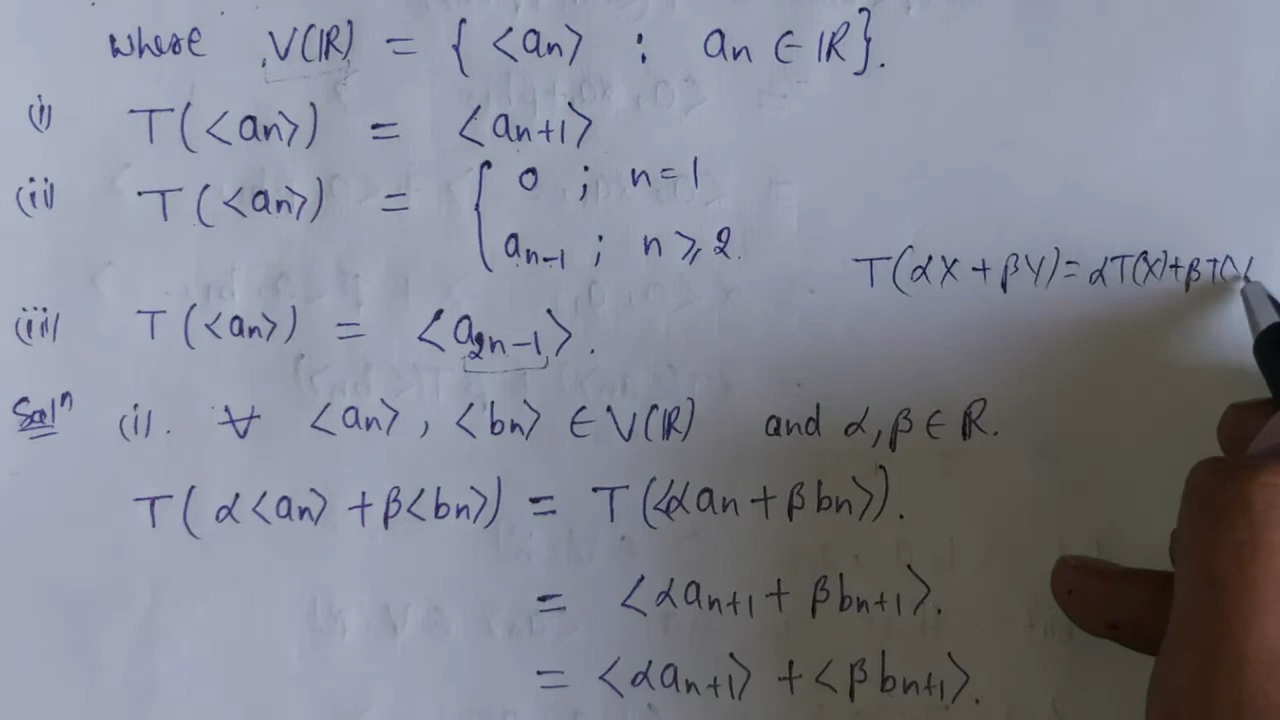 where V(ℝ) = { <an> : an ∈ ℝ}.
(i) T(<an>) = <an+1>
(ii) T(<an>) = { 0 ; n=1
an-1 ; n ≥ 2.
T(αX + βY) = αT(X) + βT(Y
(iii) T(<an>) = <a2n-1>.
Solⁿ (i). ∀ <an>, <bn> ∈ V(ℝ) and α, β ∈ ℝ.
T(α<an> + β<bn>) = T(<αan + βbn>).
= <αan+1 + βbn+1>.
= <αan+1> + <βbn+1>.